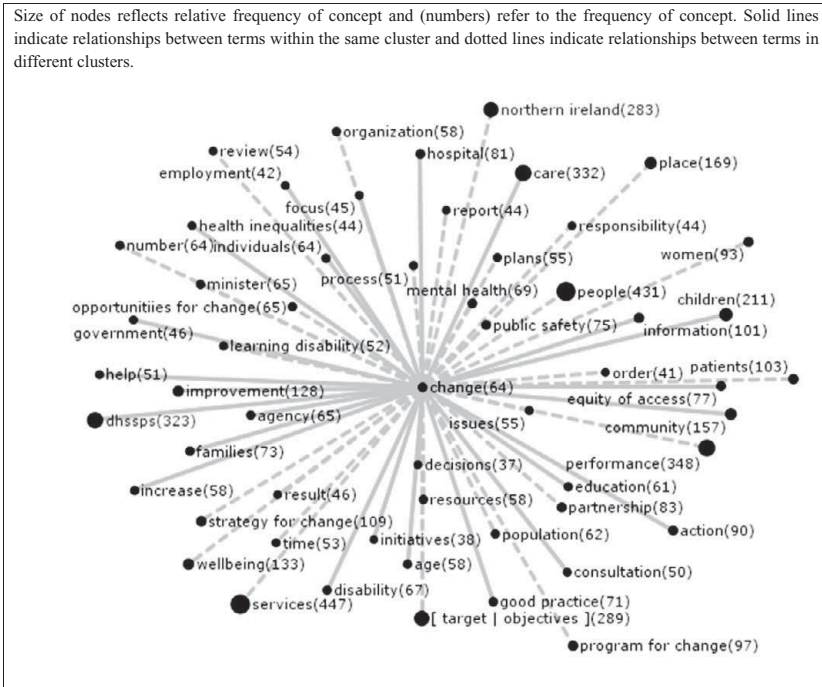 Size of nodes reflects relative frequency of concept and (numbers) refer to the frequency of concept. Solid lines
indicate relationships between terms within the same cluster and dotted lines indicate relationships between terms in
different clusters.
northern ireland(283)
organization(58)
review(54)
hospital(81)
place(169)
employment(42)
care(332)
focus(45)
report(44)
health inequalities(44)
responsibility(44)
number(64)
individuals(64)
women(93)
plans(55)
process(51)
minister(65)
mental health(69)
people(431)
children(211)
opportunitiies for change(65)
public safety(75)
information(101)
government(46)
learning disability(52)
help(51)
order(41)
patients(103)
improvement(128)
change(64)
equity of access(77)
dhssps(323)
agency(65)
issues(55)
community(157)
families(73)
decisions(37)
performance(348)
increase(58)
result(46)
resources(58)
education(61)
partnership(83)
strategy for change(109)
action(90)
time(53)
initiatives(38)
population(62)
wellbeing(133)
age(58)
consultation(50)
disability(67)
services(447)
good practice(71)
[ target | objectives ](289)
program for change(97)